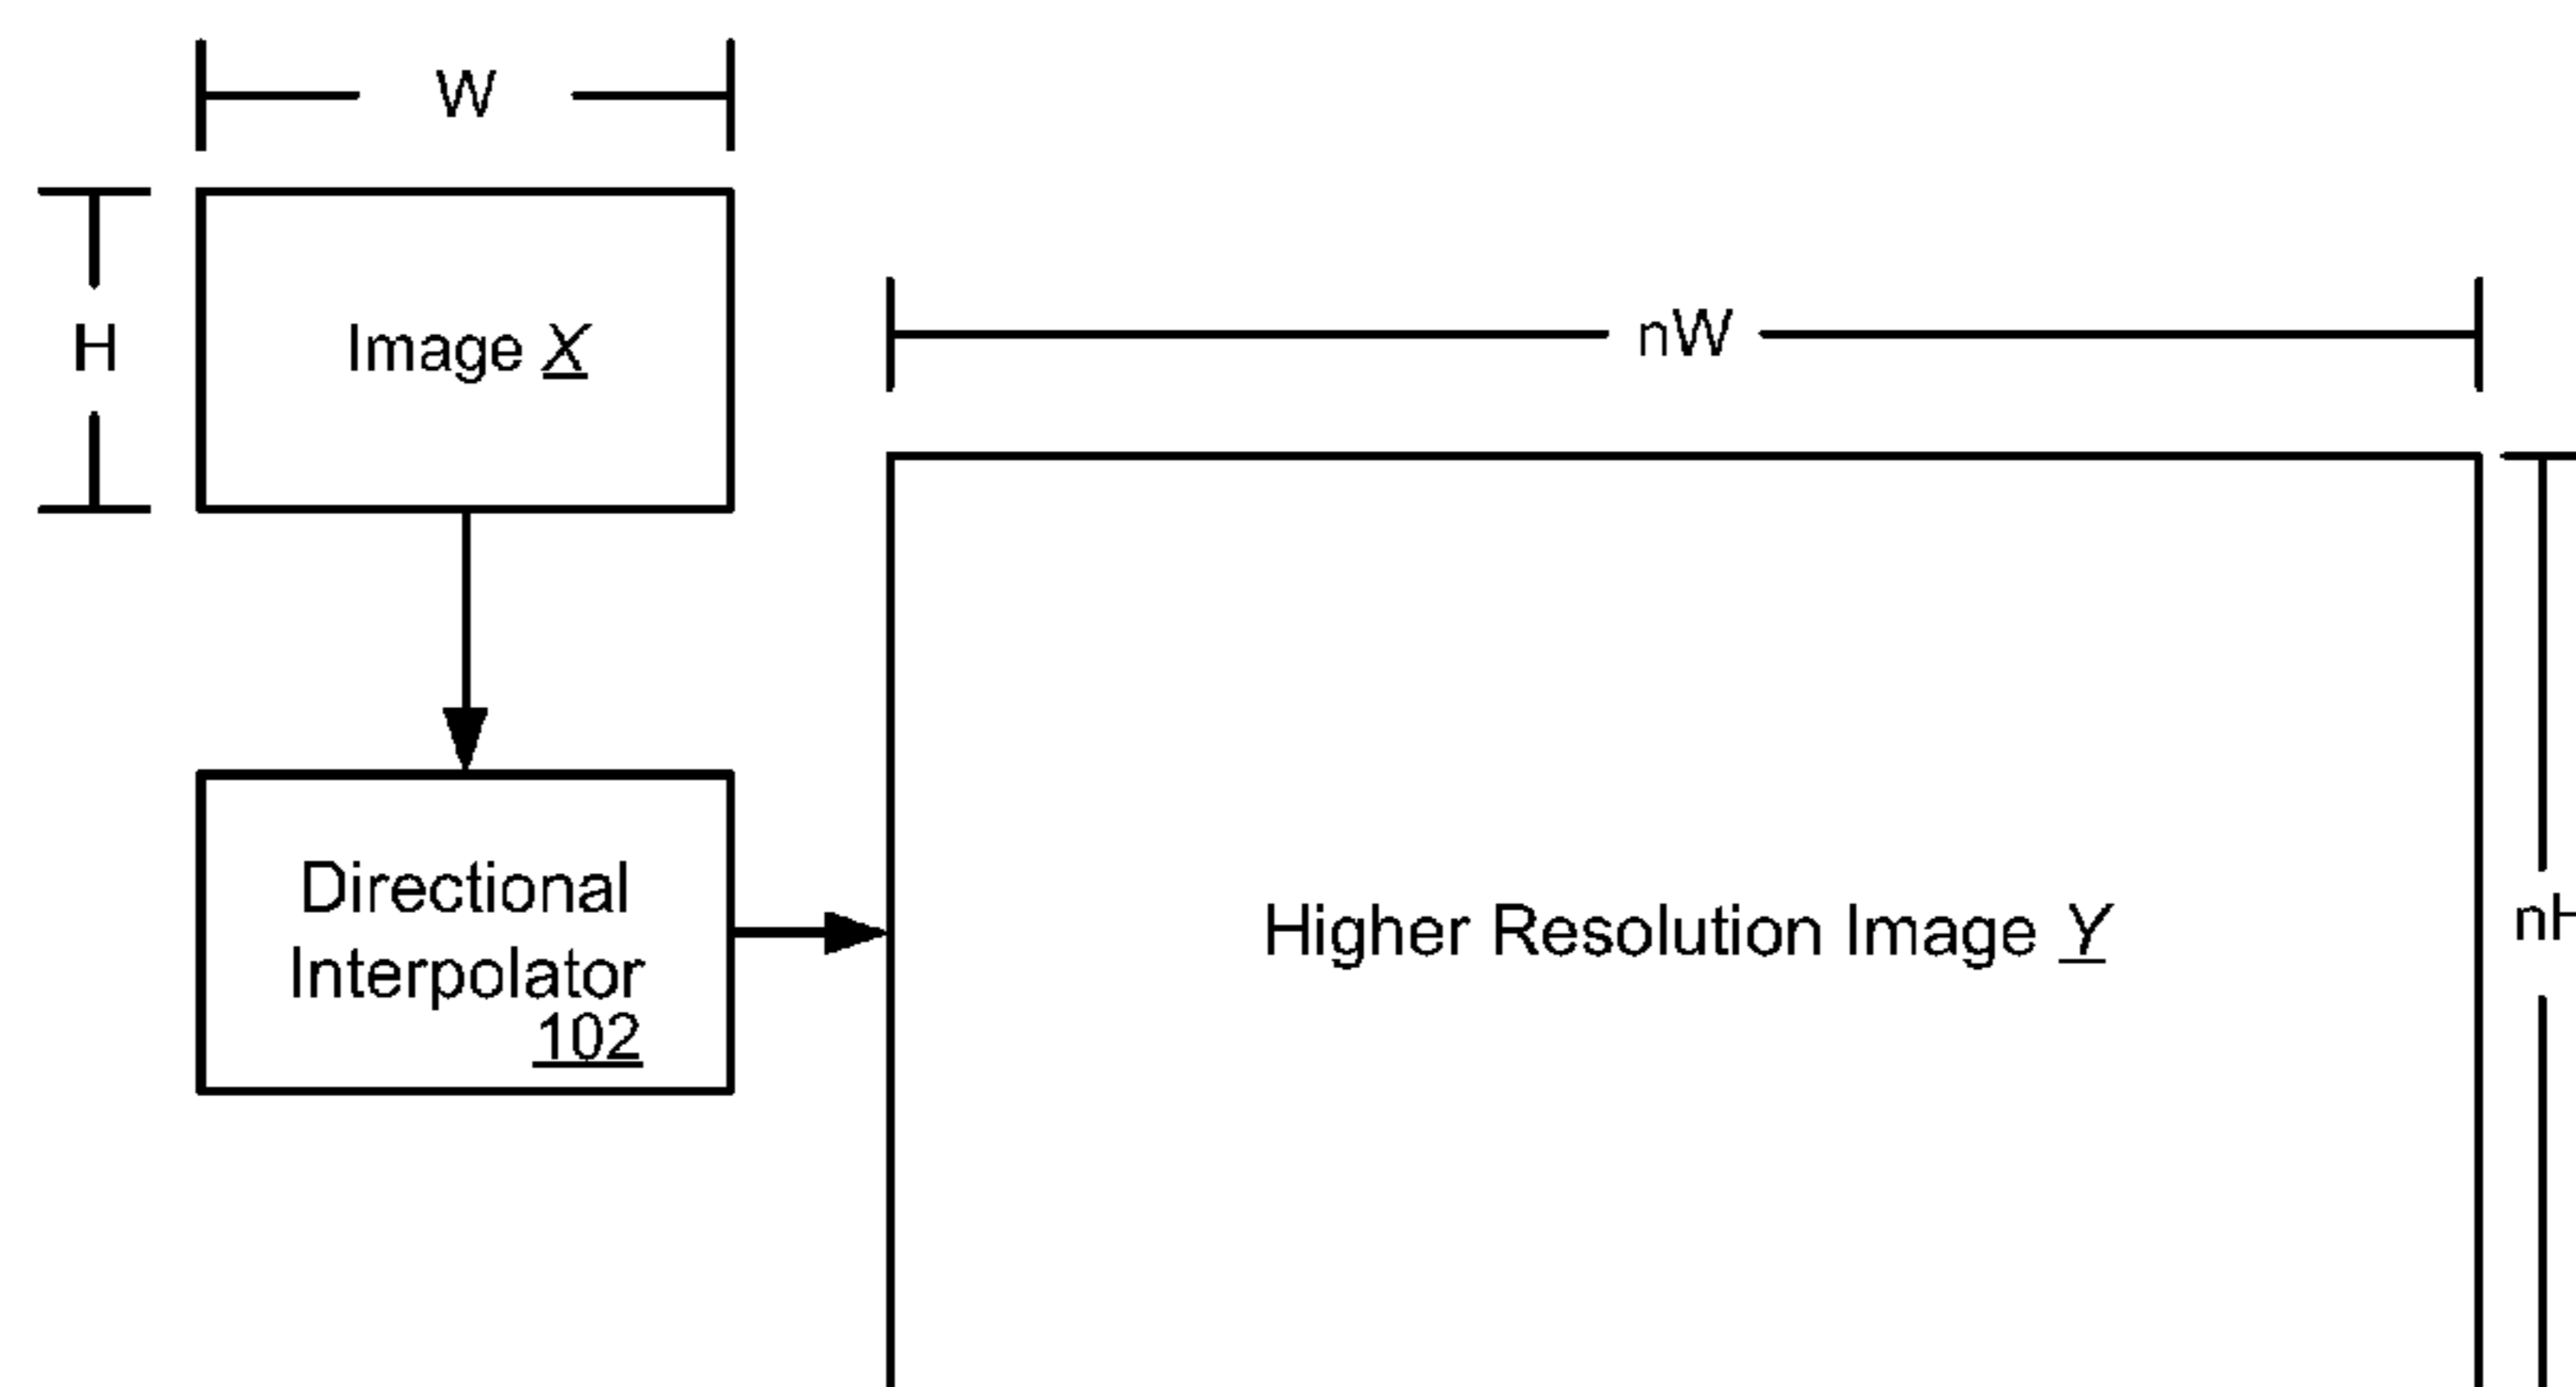 W
H
Image X
nW
Directional
Interpolator
102
Higher Resolution Image Y